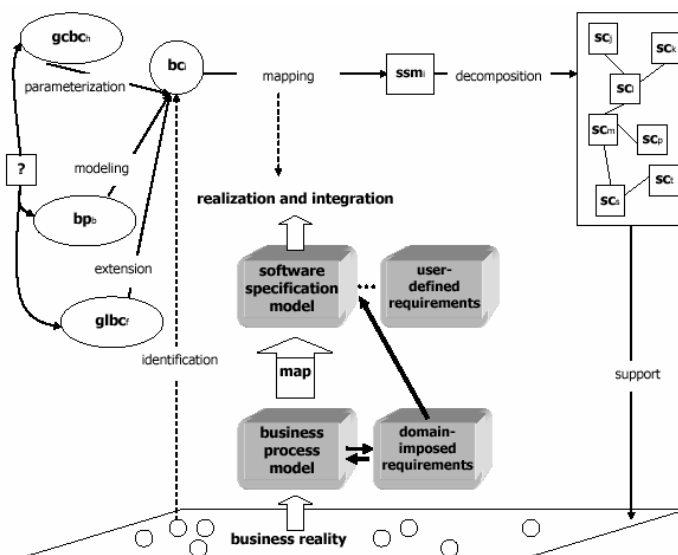 gcbch
parameterization
bci
mapping
ssmi
decomposition
scj
sck
sci
scm
scp
scs
sct
?
modeling
bpb
realization and integration
extension
glbcf
software
specification
model
...
user-
defined
requirements
identification
map
support
business
process
model
domain-
imposed
requirements
business reality